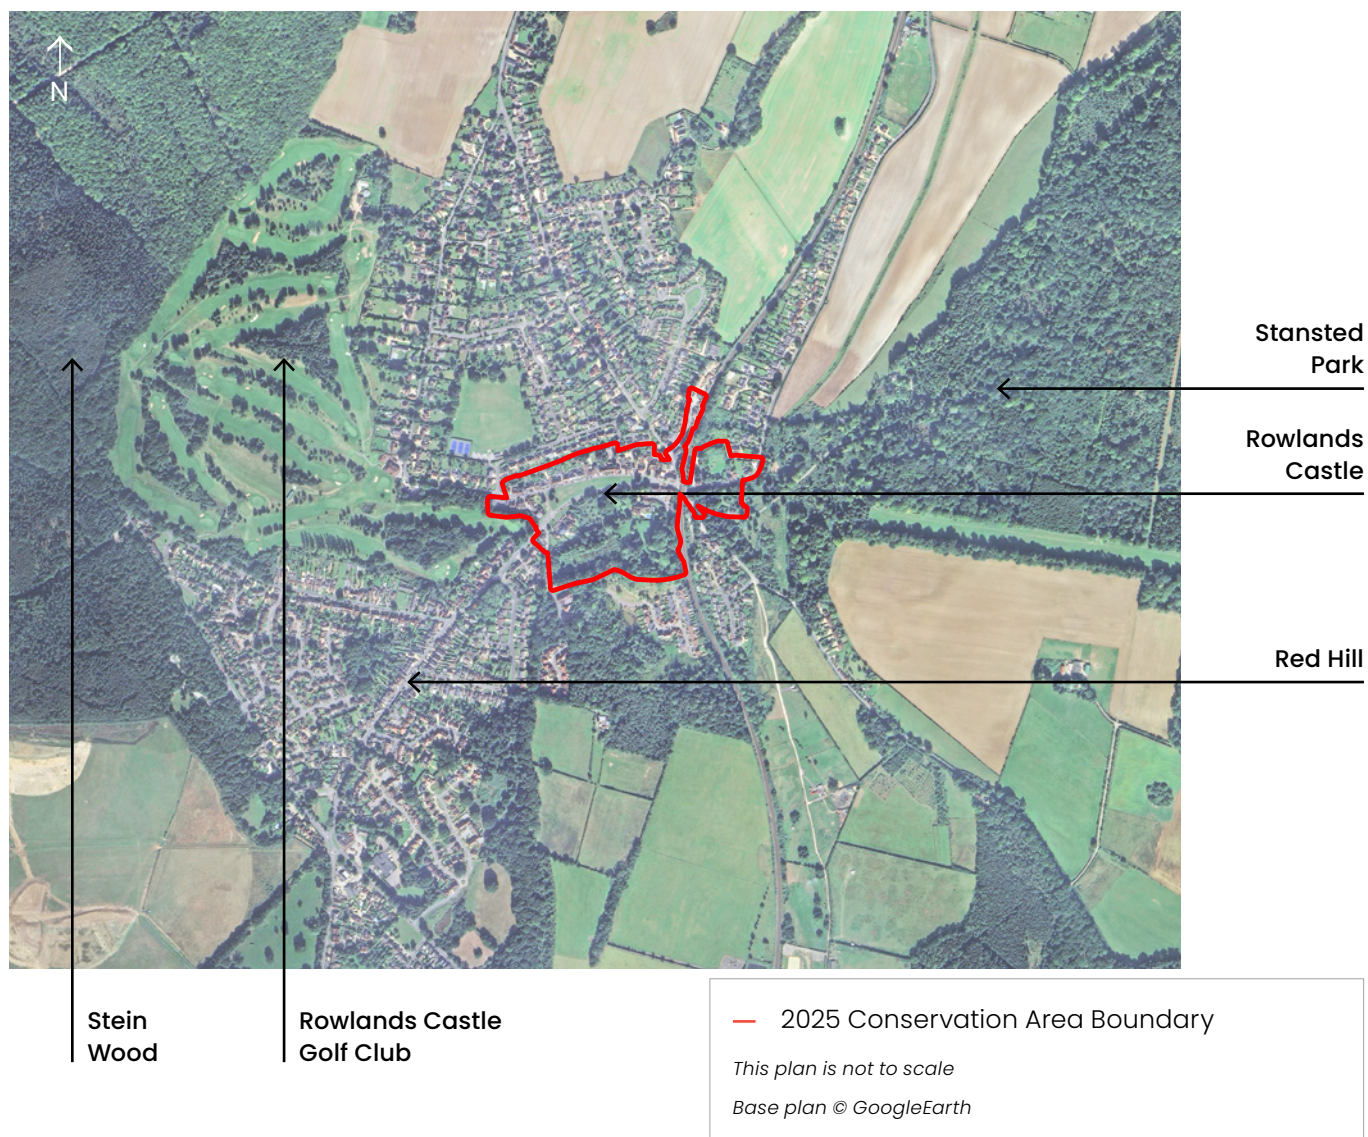 N
Stansted
Park
Rowlands
Castle
Red Hill
Stein
Wood
Rowlands Castle
Golf Club
2025 Conservation Area Boundary
This plan is not to scale
Base plan © GoogleEarth